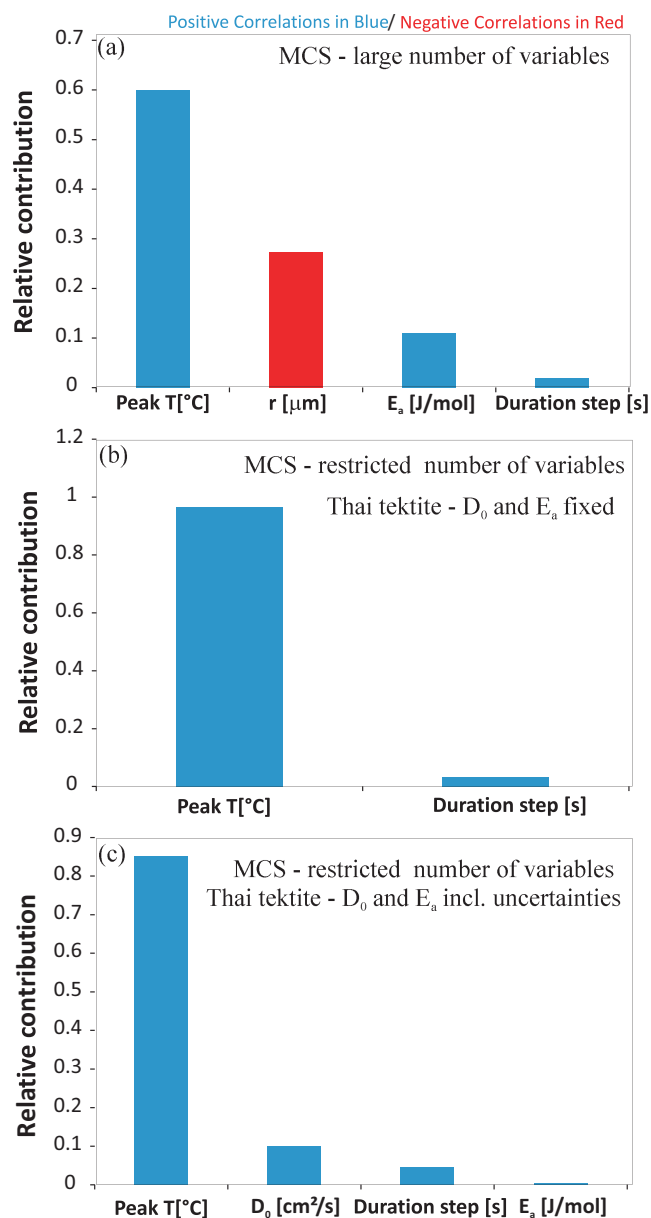 Positive Correlations in Blue/ Negative Correlations in Red
(a)
MCS - large number of variables
Relative contribution
0.7
0.6
0.5
0.4
0.3
0.1
0.1
0
Peak T[°C]
r [μm]
Eₐ [J/mol]
Duration step [s]
(b)
MCS - restricted number of variables
Thai tektite - D₀ and Eₐ fixed
Relative contribution
1.2
1
0.8
0.6
0.4
0.2
0
Peak T[°C]
Duration step [s]
(c)
MCS - restricted number of variables
Thai tektite - D₀ and Eₐ incl. uncertainties
Relative contribution
0.9
0.8
0.7
0.6
0.5
0.4
0.3
0.2
0.1
0
Peak T[°C]
D₀ [cm²/s]
Duration step [s]
Eₐ [J/mol]